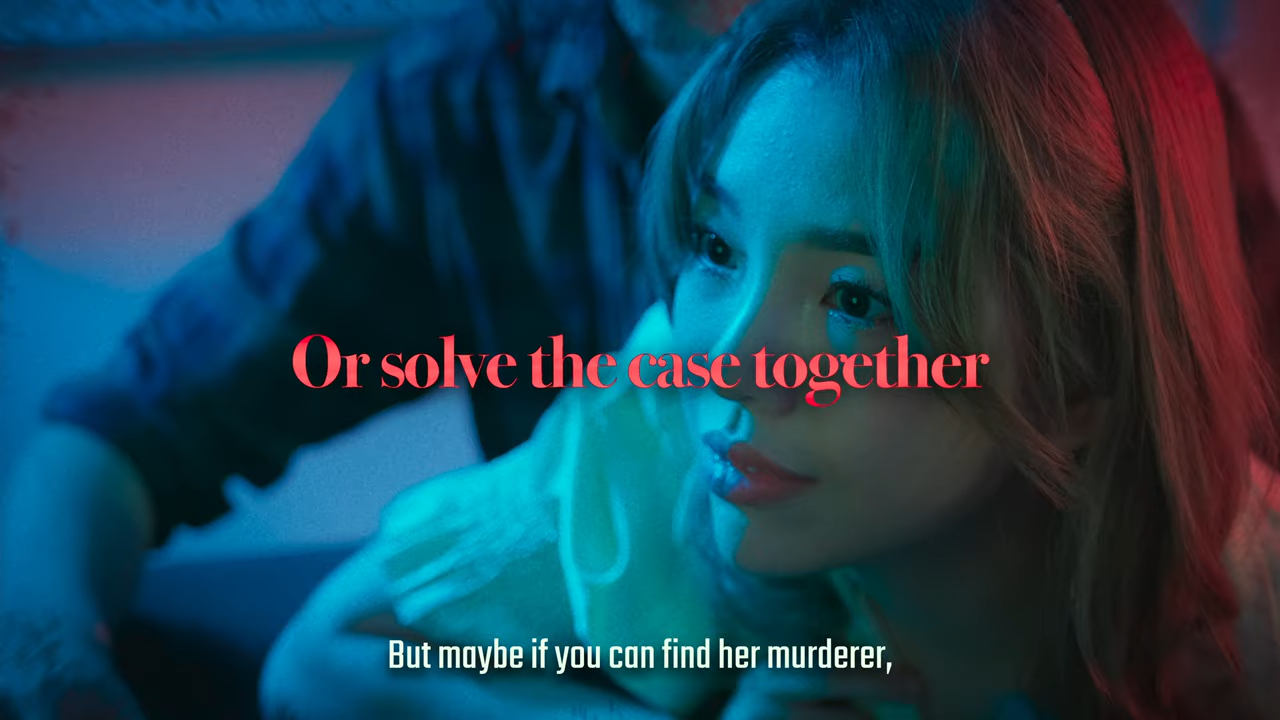 Or solve the case together
But maybe if you can find her murderer,